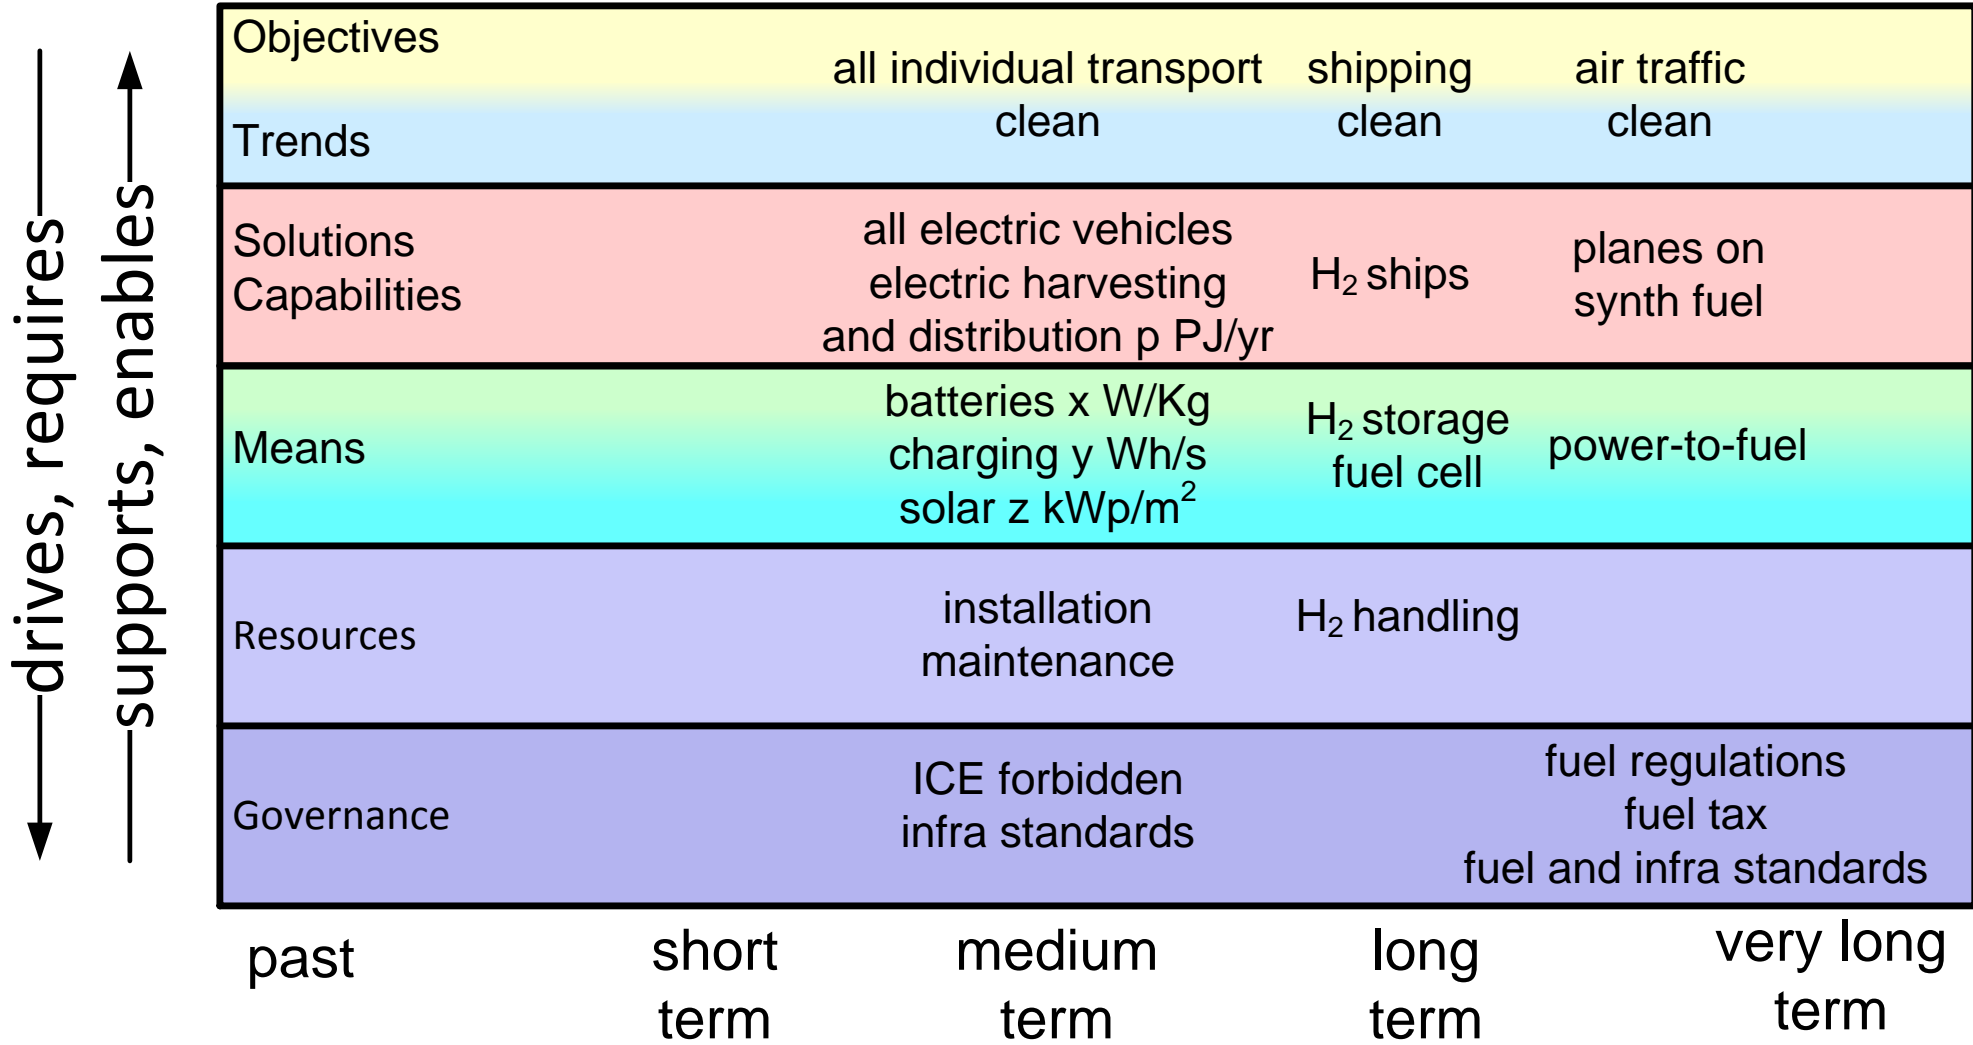 drives, requires
supports, enables
Objectives
Trends
all individual transport
clean
shipping
clean
air traffic
clean
Solutions
Capabilities
all electric vehicles
electric harvesting
and distribution p PJ/yr
H₂ ships
planes on
synth fuel
Means
batteries x W/Kg
charging y Wh/s
solar z kWp/m²
H₂ storage
fuel cell
power-to-fuel
Resources
installation
maintenance
H₂ handling
Governance
ICE forbidden
infra standards
fuel regulations
fuel tax
fuel and infra standards
past
short
term
medium
term
long
term
very long
term